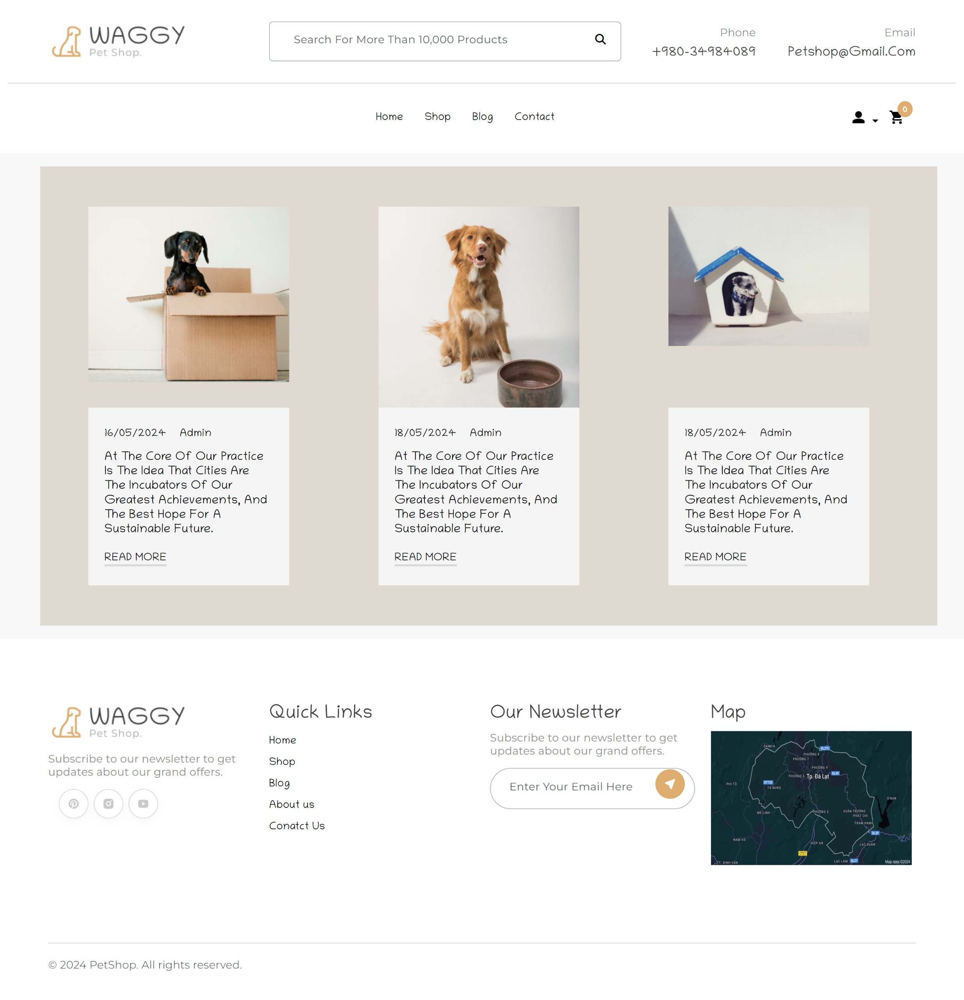 WAGGY
Pet Shop.
Search For More Than 10,000 Products
Phone
+980-34984089
Email
Petshop@Gmail.Com
Home Shop Blog Contact
0
16/05/2024 Admin
At The Core Of Our Practice
Is The Idea That Cities Are
The Incubators Of Our
Greatest Achievements, And
The Best Hope For A
Sustainable Future.
READ MORE
18/05/2024 Admin
At The Core Of Our Practice
Is The Idea That Cities Are
The Incubators Of Our
Greatest Achievements, And
The Best Hope For A
Sustainable Future.
READ MORE
18/05/2024 Admin
At The Core Of Our Practice
Is The Idea That Cities Are
The Incubators Of Our
Greatest Achievements, And
The Best Hope For A
Sustainable Future.
READ MORE
WAGGY
Pet Shop.
Subscribe to our newsletter to get
updates about our grand offers.
Quick Links
Home
Shop
Blog
About us
Conatct Us
Our Newsletter
Subscribe to our newsletter to get
updates about our grand offers.
Enter Your Email Here
Map
DANKIA
QL27C
PHƯỜNG 8
PHƯỜNG 7
PHƯỜNG 9
PHƯỜNG 5
Tp. Đà Lạt
QL20
PHI TÔ
DT725
TÀ NUNG
D'RAN
MÊ LINH
PHƯỜNG 3
XUÂN TRƯỜNG
PHÁT CHI
TRẠM HÀNH
QL20
NAM HÀ
HIỆP AN
LẠC XUÂN
CT27
TT. ĐINH VĂN
LẠC LÂM
QL27
Map data ©2024
© 2024 PetShop. All rights reserved.